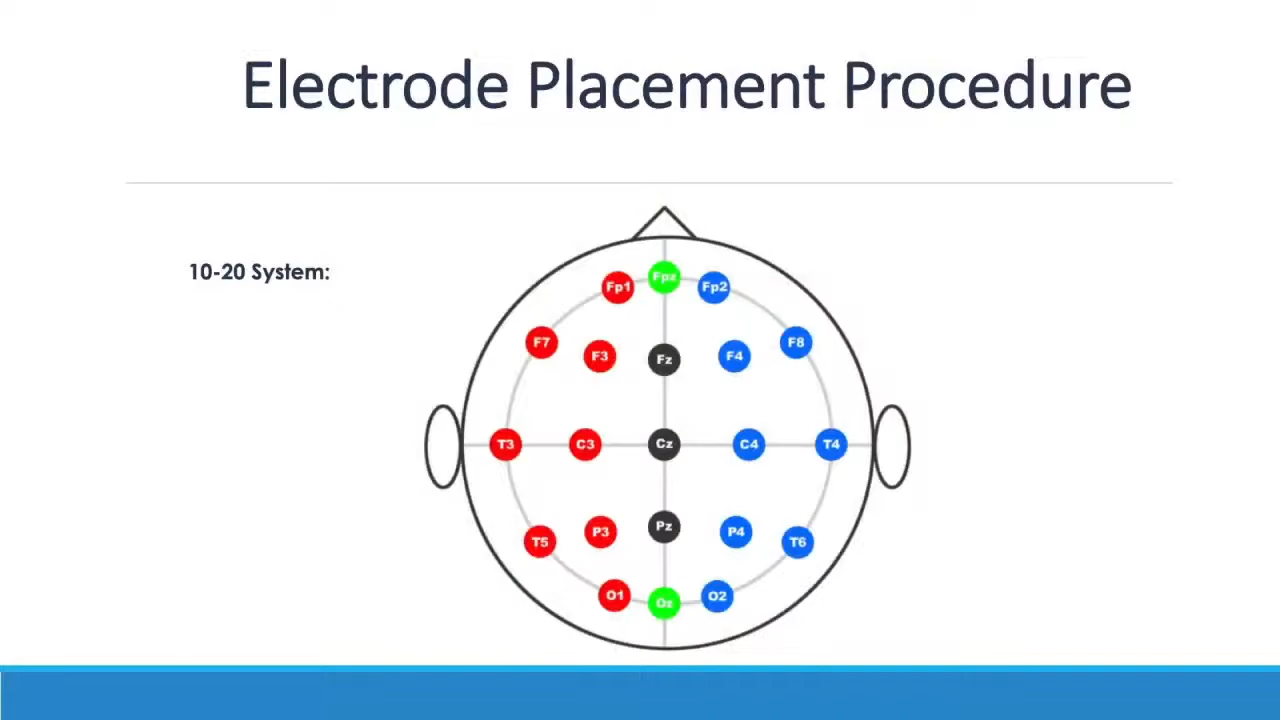 Electrode Placement Procedure
10-20 System:
Fp1 Fpz Fp2
F7 F3 Fz F4 F8
T3 C3 Cz C4 T4
T5 P3 Pz P4 T6
O1 Oz O2